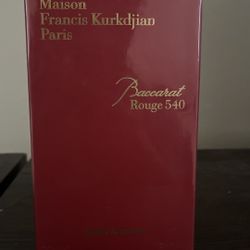 Maison
Francis Kurkdjian
Paris
Baccarat
Rouge 540